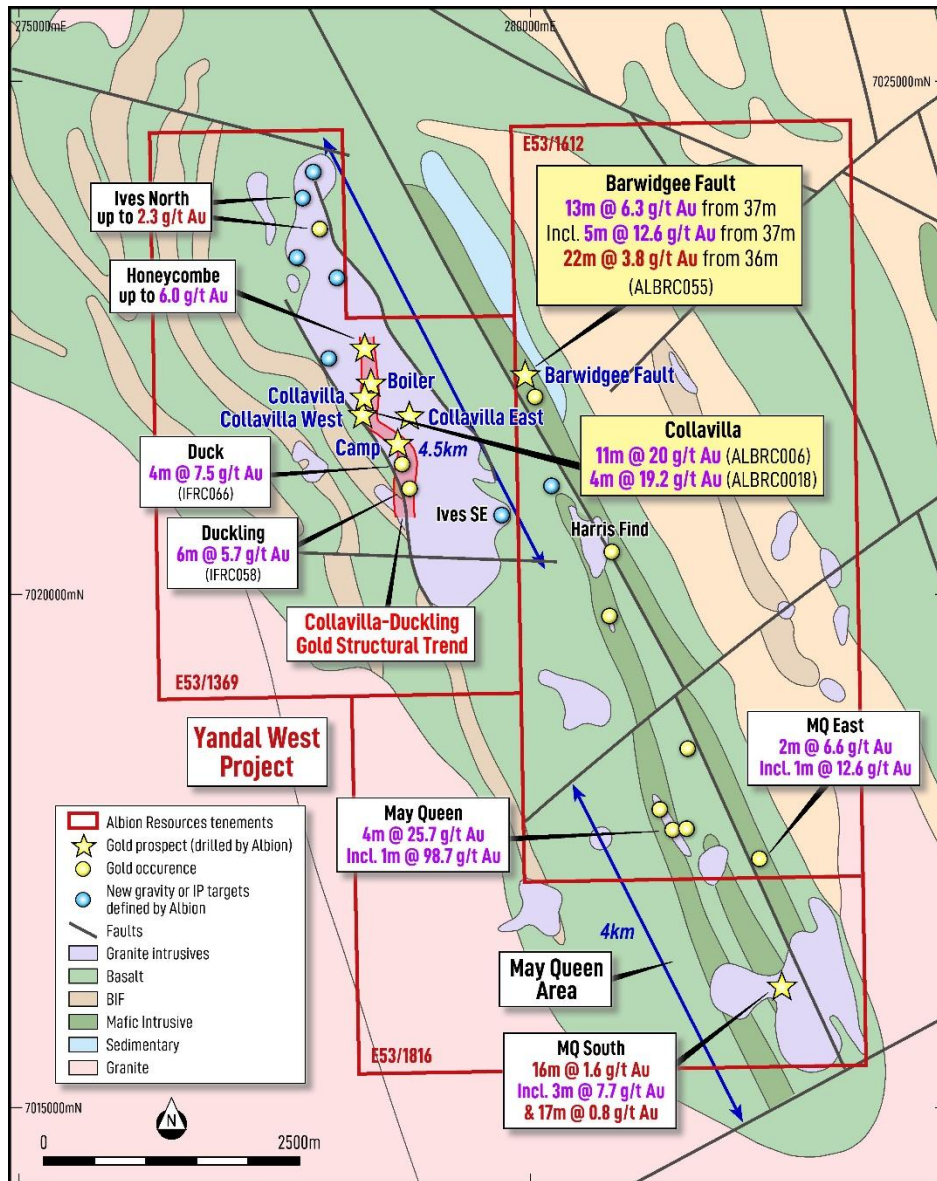 275000mE
280000mE
7025000mN
E53/1612
Barwidgee Fault
13m @ 6.3 g/t Au from 37m
Incl. 5m @ 12.6 g/t Au from 37m
22m @ 3.8 g/t Au from 36m
(ALBRC055)
Ives North
up to 2.3 g/t Au
Honeycombe
up to 6.0 g/t Au
Boiler
Collavilla
Collavilla West
Collavilla East
Camp
4.5km
Barwidgee Fault
Collavilla
11m @ 20 g/t Au (ALBRC006)
4m @ 19.2 g/t Au (ALBRC0018)
Duck
4m @ 7.5 g/t Au
(IFRC066)
Ives SE
Harris Find
Duckling
6m @ 5.7 g/t Au
(IFRC058)
7020000mN
Collavilla-Duckling
Gold Structural Trend
E53/1369
Yandal West
Project
MQ East
2m @ 6.6 g/t Au
Incl. 1m @ 12.6 g/t Au
May Queen
4m @ 25.7 g/t Au
Incl. 1m @ 98.7 g/t Au
4km
May Queen
Area
MQ South
16m @ 1.6 g/t Au
Incl. 3m @ 7.7 g/t Au
& 17m @ 0.8 g/t Au
E53/1816
Albion Resources tenements
Gold prospect (drilled by Albion)
Gold occurence
New gravity or IP targets
defined by Albion
Faults
Granite intrusives
Basalt
BIF
Mafic Intrusive
Sedimentary
Granite
7015000mN
N
0
2500m